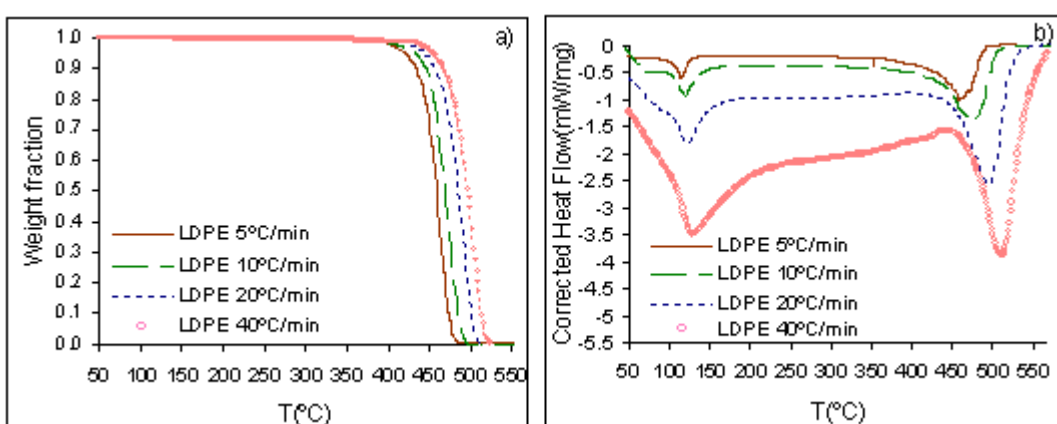 a)
1.0
0.9
0.8
0.7
0.6
0.5
0.4
0.3
0.2
0.1
0.0
Weight fraction
LDPE 5ºC/min
LDPE 10ºC/min
LDPE 20ºC/min
LDPE 40ºC/min
50 100 150 200 250 300 350 400 450 500 550
T(ºC)
b)
0
-0.5
-1
-1.5
-2
-2.5
-3
-3.5
-4
-4.5
-5
-5.5
Corrected Heat Flow(mW/mg)
LDPE 5ºC/min
LDPE 10ºC/min
LDPE 20ºC/min
LDPE 40ºC/min
50 100 150 200 250 300 350 400 450 500 550
T(ºC)